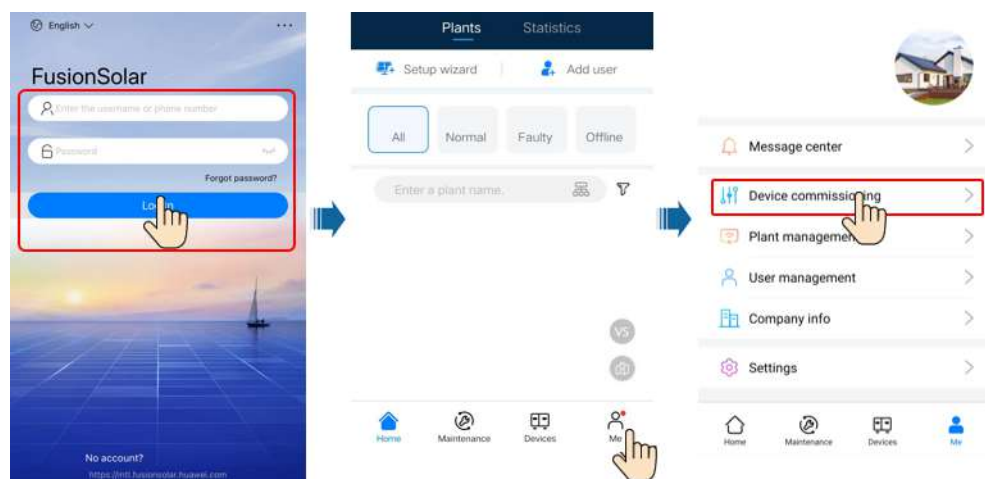 English
FusionSolar
Enter the username or phone number
Password
Forgot password?
No account?
https://intl.fusionsolar.huawei.com
Plants Statistics
Setup wizard Add user
All Normal Faulty Offline
Enter a plant name.
VS
Home Maintenance Devices Me
Message center
Device commissioning
Plant management
User management
Company info
Settings
Home Maintenance Devices Me